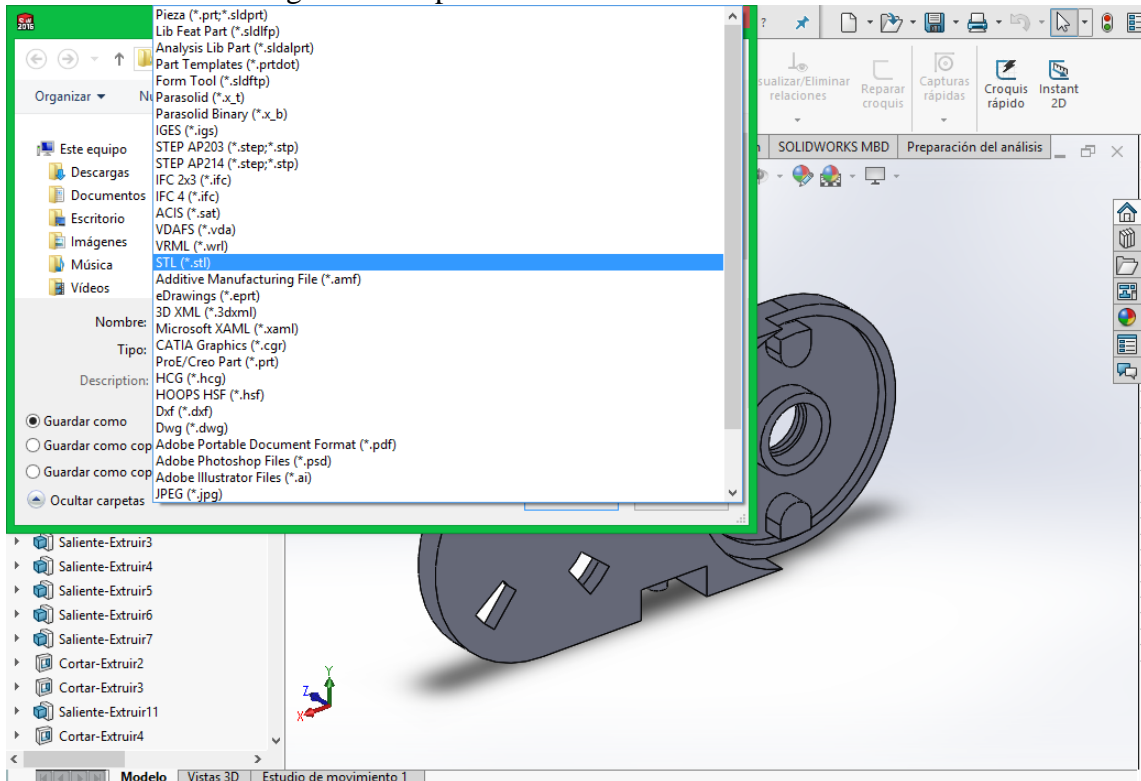 Pieza (*.prt;*.sldprt)
Lib Feat Part (*.sldlfp)
Analysis Lib Part (*.sldalprt)
Part Templates (*.prtdot)
Form Tool (*.sldftp)
Parasolid (*.x_t)
Parasolid Binary (*.x_b)
IGES (*.igs)
STEP AP203 (*.step;*.stp)
STEP AP214 (*.step;*.stp)
IFC 2x3 (*.ifc)
IFC 4 (*.ifc)
ACIS (*.sat)
VDAFS (*.vda)
VRML (*.wrl)
STL (*.stl)
Additive Manufacturing File (*.amf)
eDrawings (*.eprt)
3D XML (*.3dxml)
Microsoft XAML (*.xaml)
CATIA Graphics (*.cgr)
ProE/Creo Part (*.prt)
HCG (*.hcg)
HOOPS HSF (*.hsf)
Dxf (*.dxf)
Dwg (*.dwg)
Adobe Portable Document Format (*.pdf)
Adobe Photoshop Files (*.psd)
Adobe Illustrator Files (*.ai)
JPEG (*.jpg)
SW
2016
Organizar
Nu
Este equipo
Descargas
Documentos
Escritorio
Imágenes
Música
Vídeos
Nombre:
Tipo:
Description:
Guardar como
Guardar como cop
Guardar como cop
Ocultar carpetas
?
sualizar/Eliminar
relaciones
Reparar
croquis
Capturas
rápidas
Croquis
rápido
Instant
2D
SOLIDWORKS MBD
Preparación del análisis
Saliente-Extruir3
Saliente-Extruir4
Saliente-Extruir5
Saliente-Extruir6
Saliente-Extruir7
Cortar-Extruir2
Cortar-Extruir3
Saliente-Extruir11
Cortar-Extruir4
Y
Z
X
Modelo
Vistas 3D
Estudio de movimiento 1